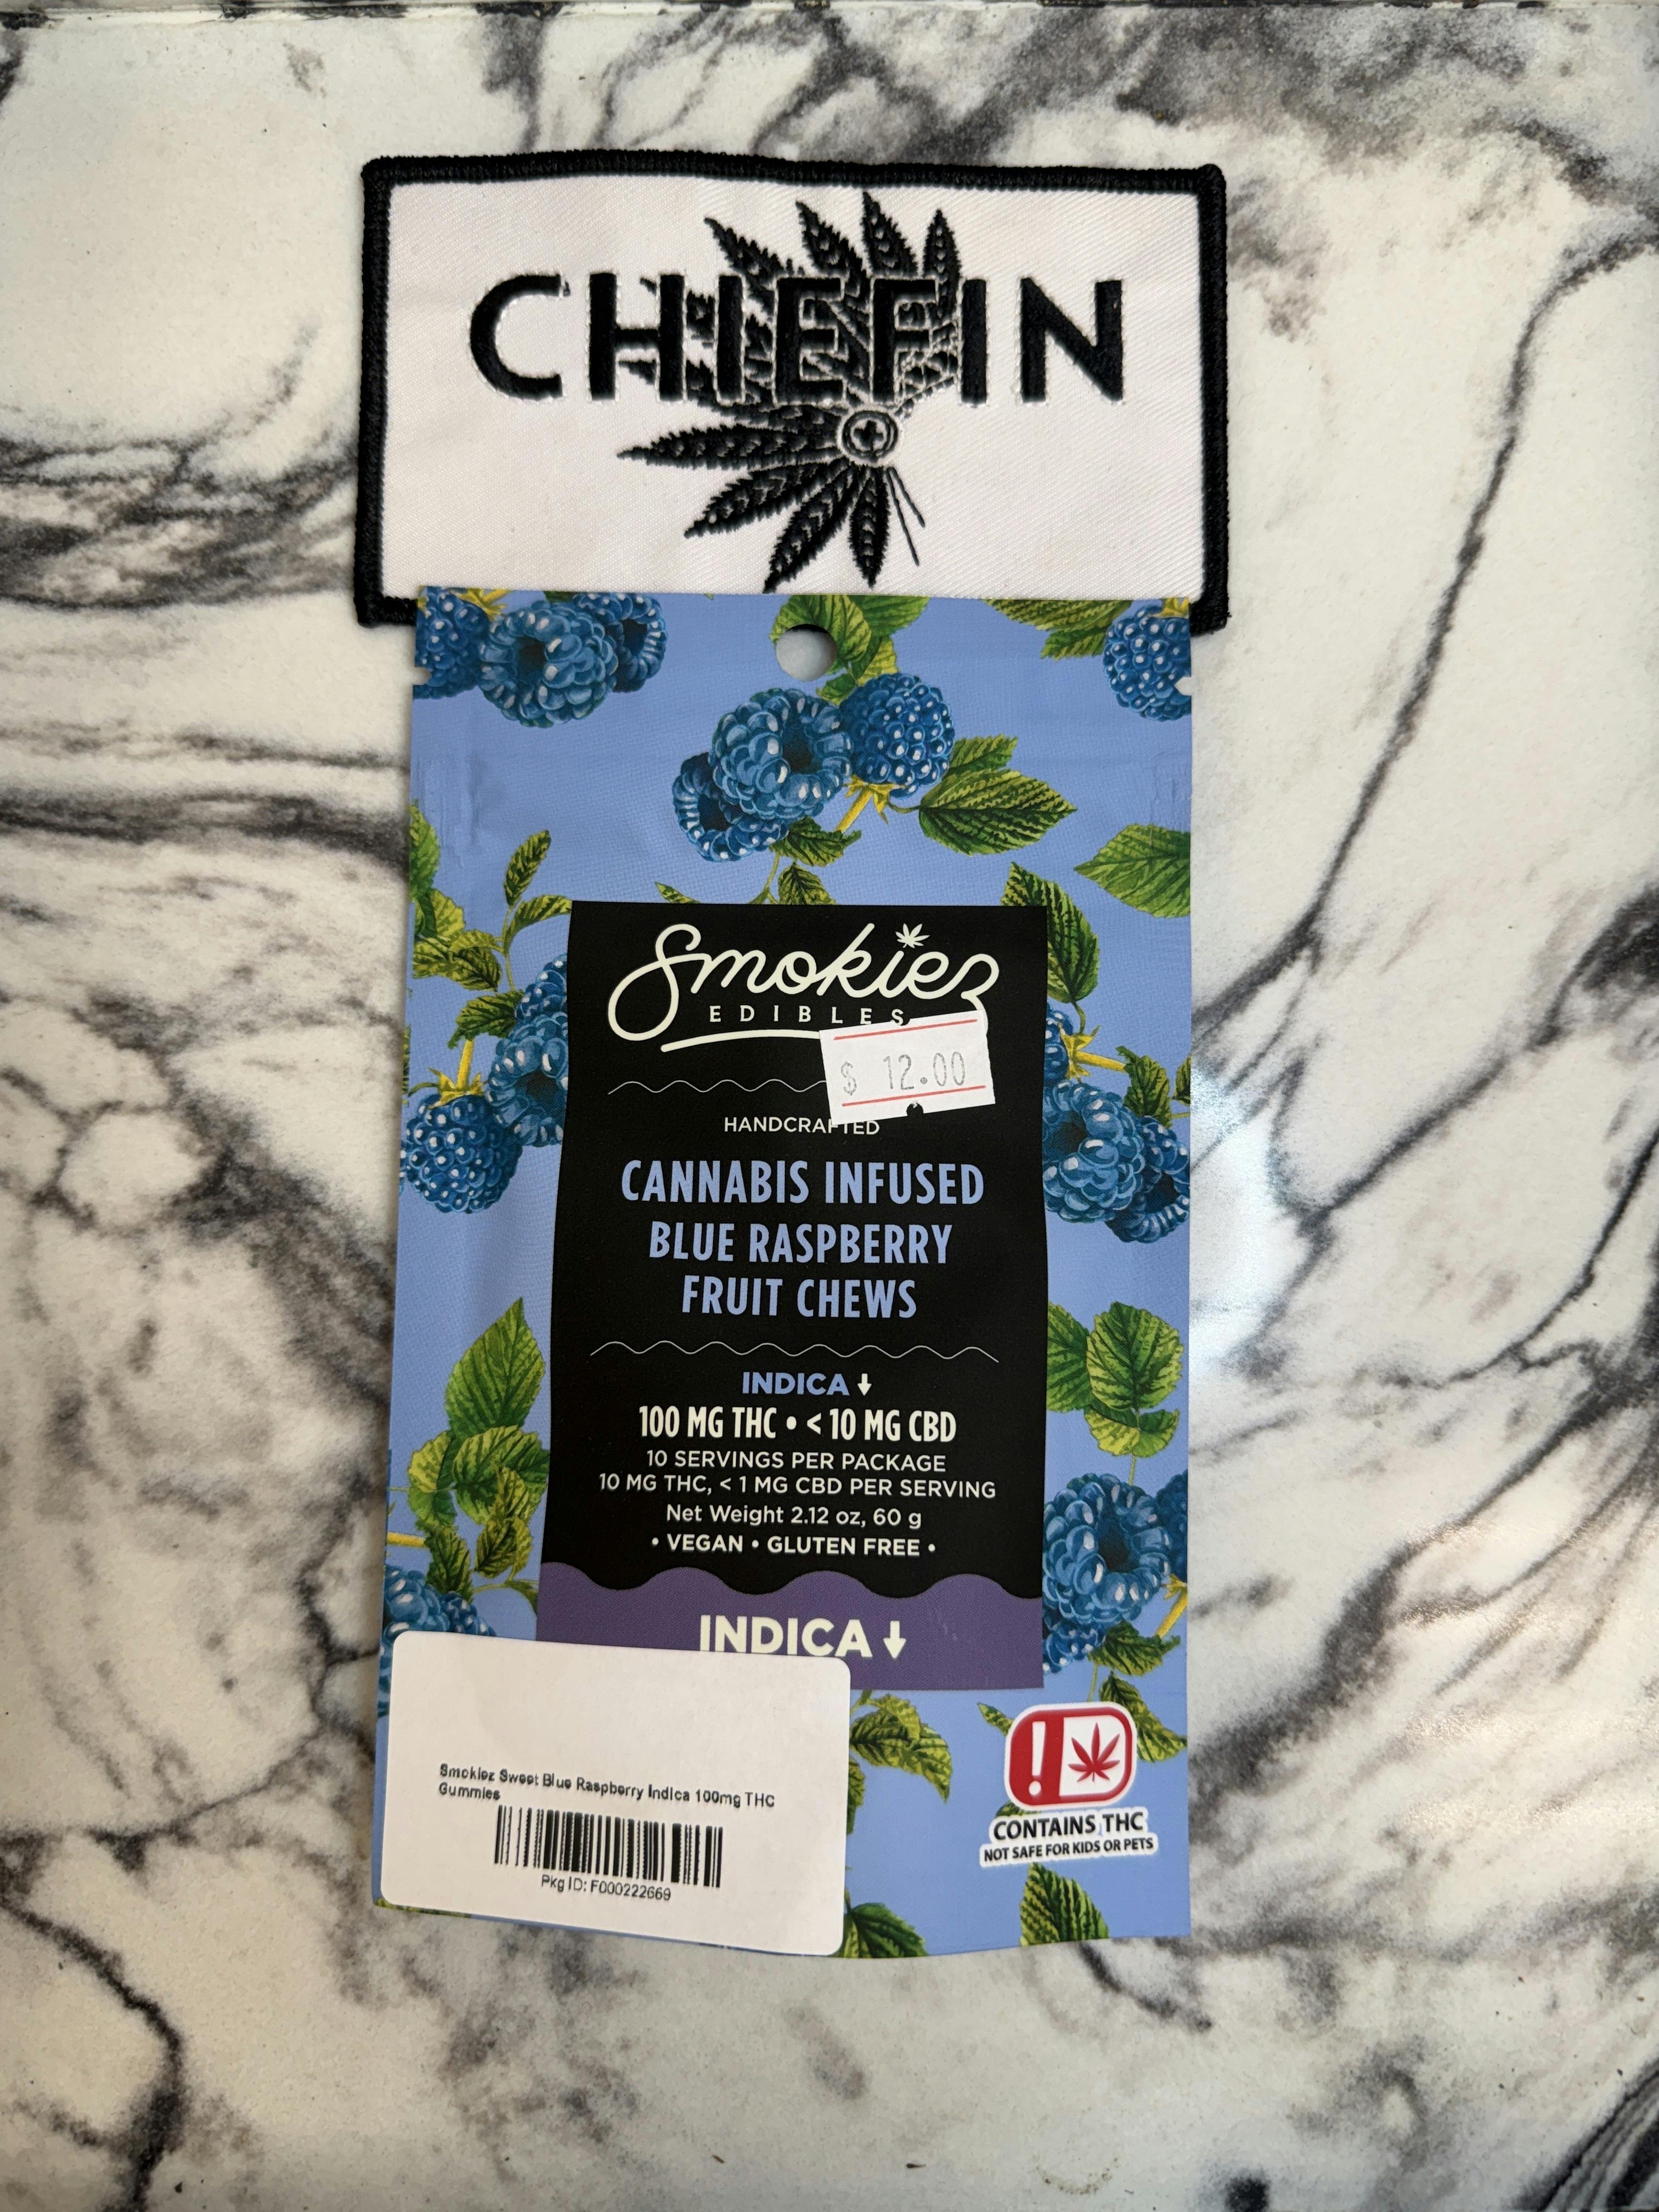 CHIEFIN
Smokiez
EDIBLES
$ 12.00
HANDCRAFTED
CANNABIS INFUSED
BLUE RASPBERRY
FRUIT CHEWS
INDICA
100 MG THC • < 10 MG CBD
10 SERVINGS PER PACKAGE
10 MG THC, < 1 MG CBD PER SERVING
Net Weight 2.12 oz, 60 g
• VEGAN • GLUTEN FREE •
INDICA
Smokiez Sweet Blue Raspberry Indica 100mg THC
Gummies
Pkg ID: F000222669
!
CONTAINS THC
NOT SAFE FOR KIDS OR PETS